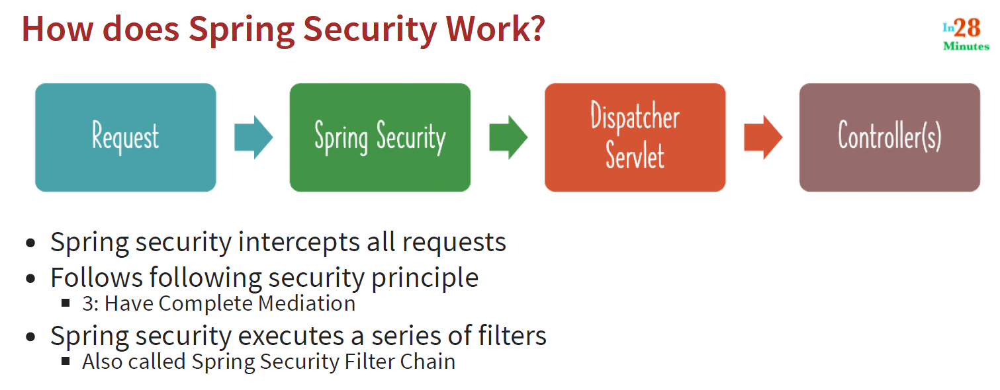 How does Spring Security Work?
In28
Minutes
Request
Spring Security
Dispatcher
Servlet
Controller(s)
• Spring security intercepts all requests
• Follows following security principle
▪ 3: Have Complete Mediation
• Spring security executes a series of filters
▪ Also called Spring Security Filter Chain